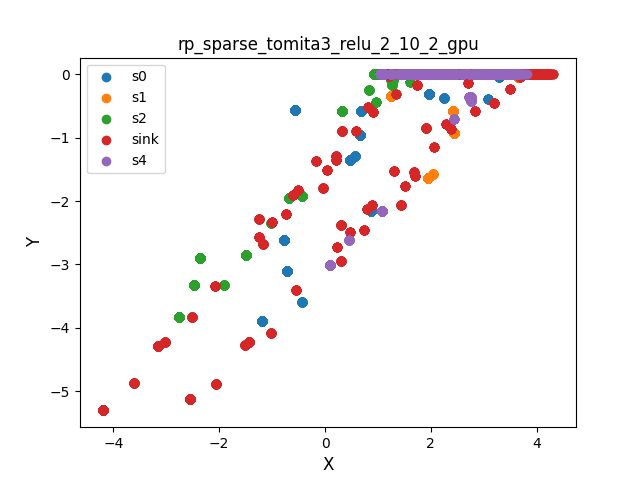 rp_sparse_tomita3_relu_2_10_2_gpu
s0
s1
s2
sink
s4
0
−1
−2
−3
−4
−5
Y
−4
−2
0
2
4
X